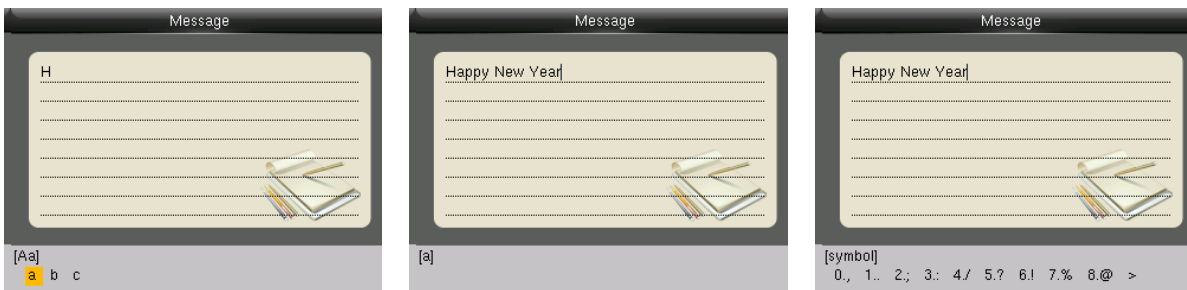 Message
H
[Aa]
a b c
Message
Happy New Year
[a]
Message
Happy New Year
[symbol]
0., 1.. 2.; 3.: 4./ 5.? 6.! 7.% 8.@ >